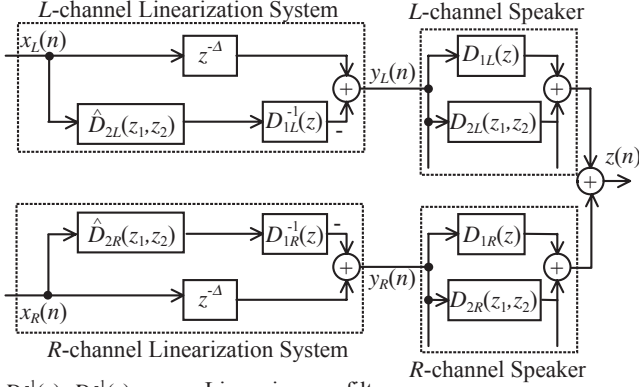 L-channel Linearization System
L-channel Speaker
x_L(n)
z^{-Δ}
+
y_L(n)
D_{1L}(z)
+
D̂_{2L}(z_1,z_2)
D_{1L}^{-1}(z)
-
D_{2L}(z_1,z_2)
z(n)
+
D̂_{2R}(z_1,z_2)
D_{1R}^{-1}(z)
-
D_{1R}(z)
+
+
x_R(n)
z^{-Δ}
y_R(n)
D_{2R}(z_1,z_2)
R-channel Linearization System
R-channel Speaker